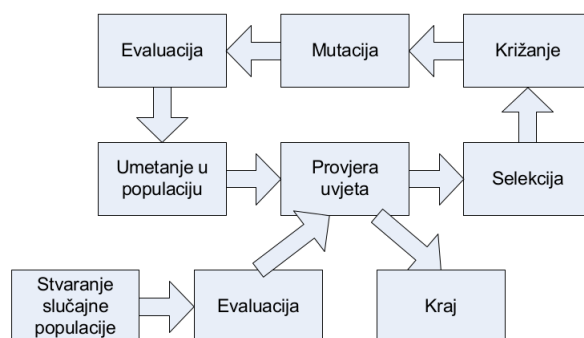 Evaluacija
Mutacija
Križanje
Umetanje u
populaciju
Provjera
uvjeta
Selekcija
Stvaranje
slučajne
populacije
Evaluacija
Kraj